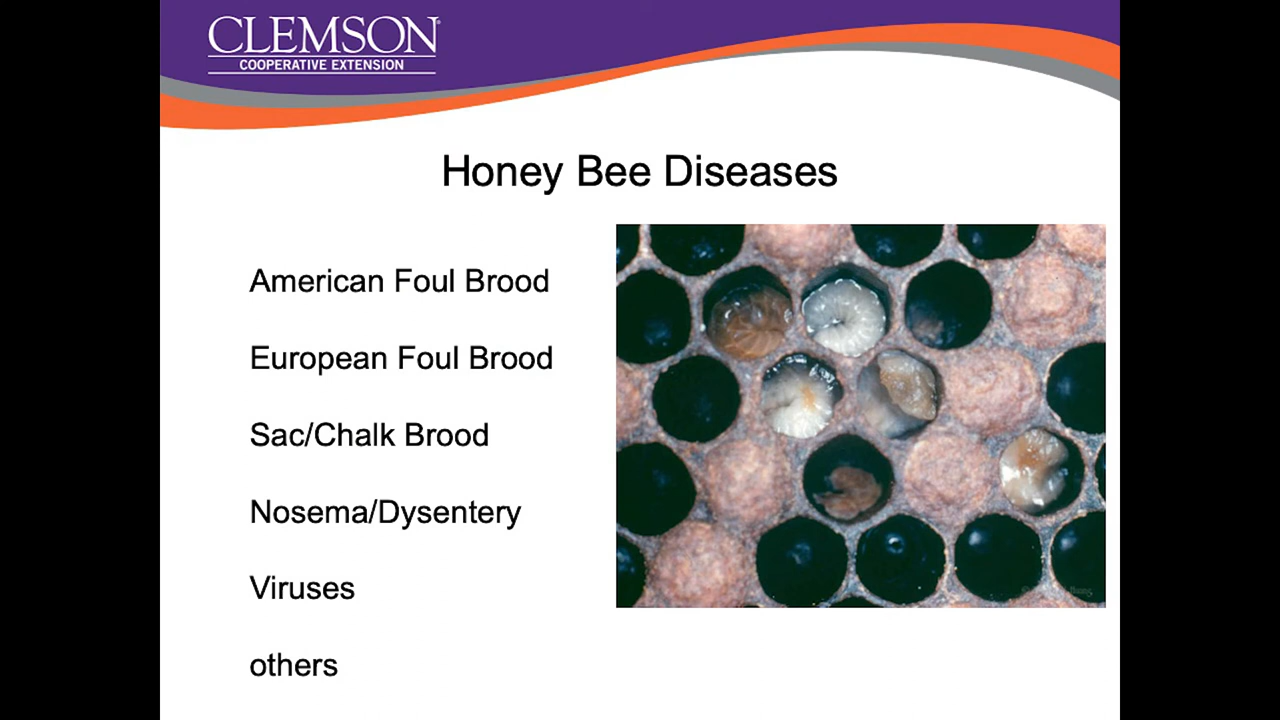 CLEMSON
COOPERATIVE EXTENSION
Honey Bee Diseases
American Foul Brood
European Foul Brood
Sac/Chalk Brood
Nosema/Dysentery
Viruses
others